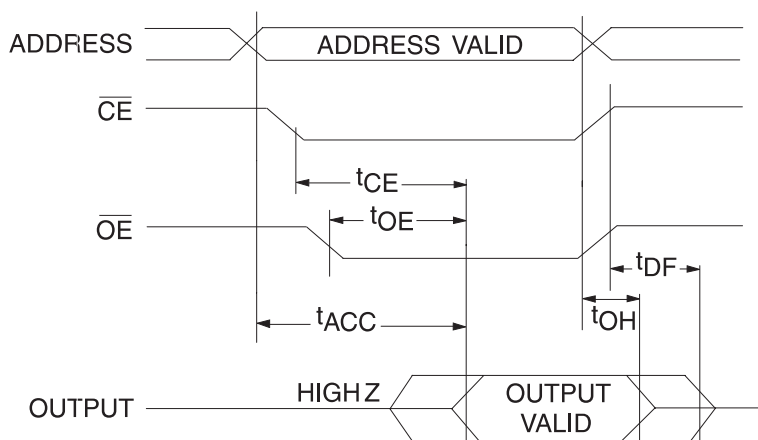 ADDRESS
ADDRESS VALID
CE
tCE
OE
tOE
tDF
tACC
tOH
OUTPUT
HIGH Z
OUTPUT
VALID